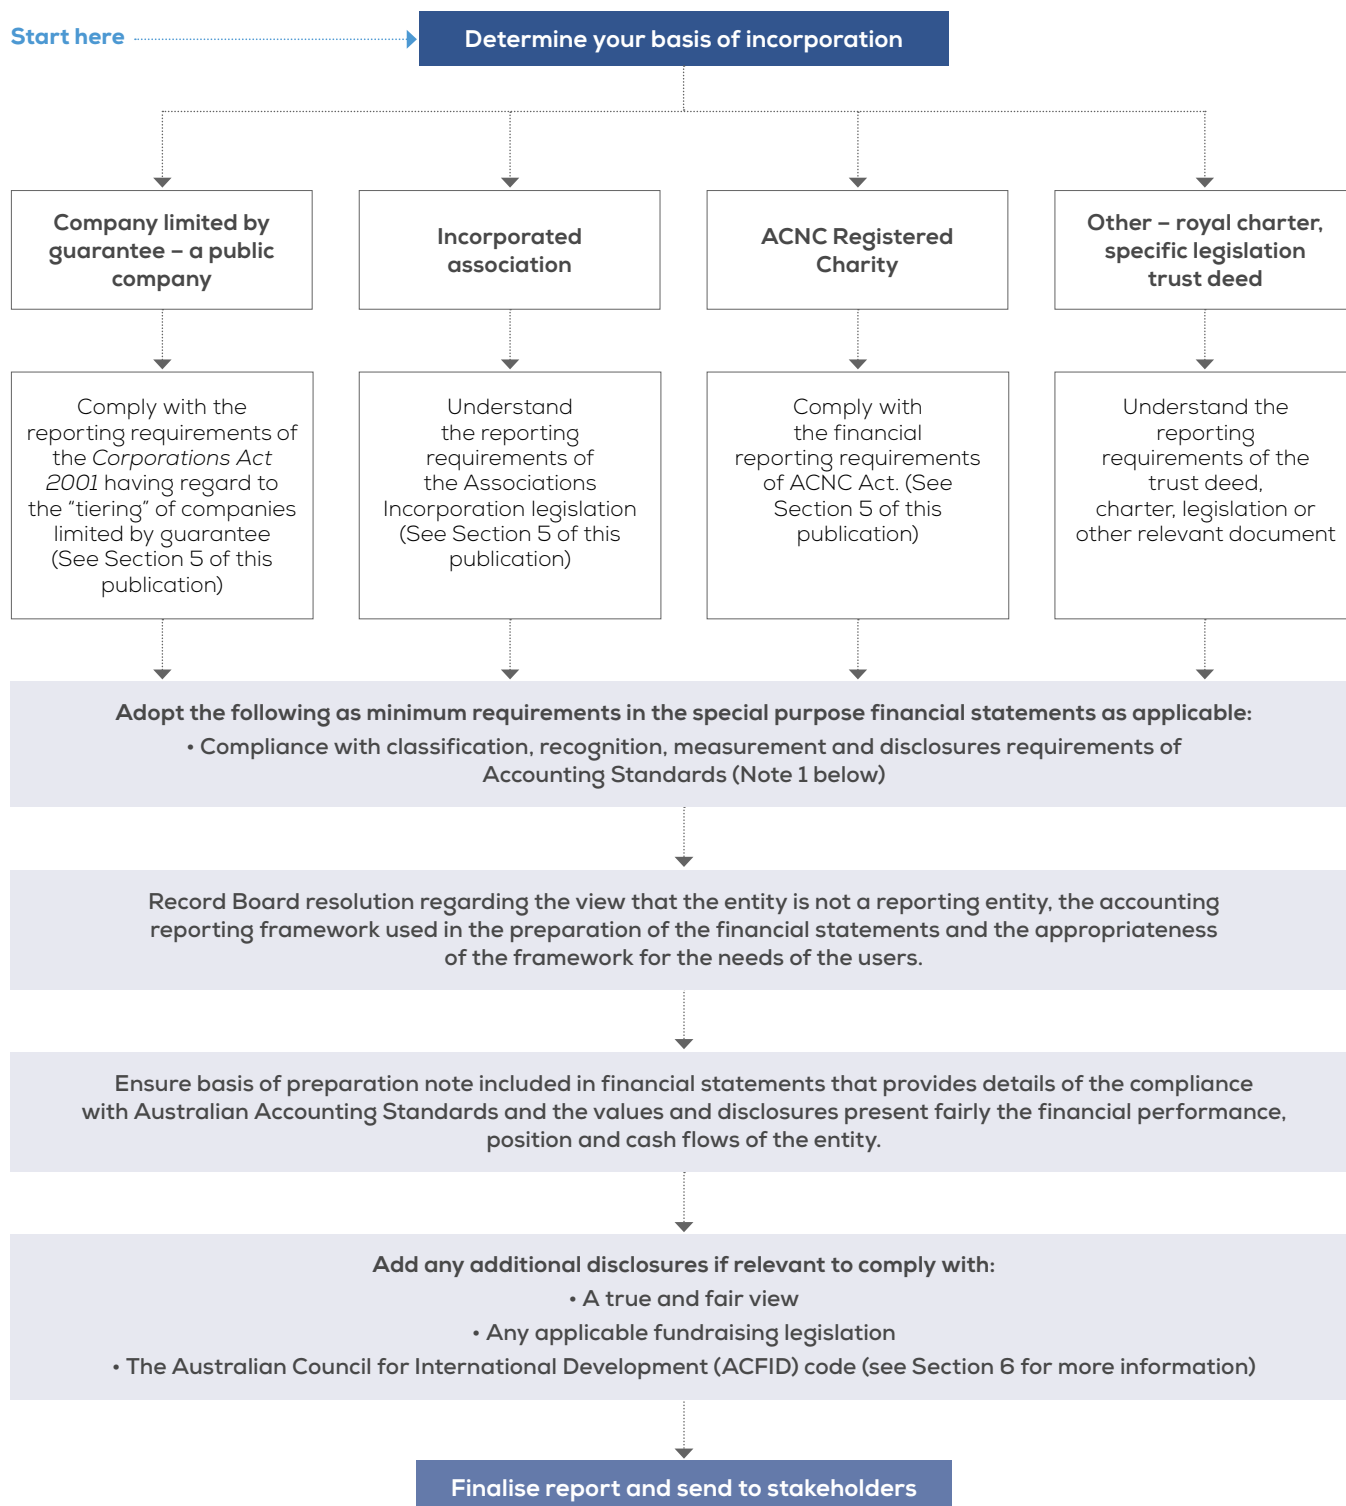 Start here
Determine your basis of incorporation
Company limited by
guarantee – a public
company
Incorporated
association
ACNC Registered
Charity
Other – royal charter,
specific legislation
trust deed
Comply with the
reporting requirements of
the Corporations Act
2001 having regard to
the “tiering” of companies
limited by guarantee
(See Section 5 of this
publication)
Understand
the reporting
requirements of
the Associations
Incorporation legislation
(See Section 5 of this
publication)
Comply with
the financial
reporting requirements
of ACNC Act. (See
Section 5 of this
publication)
Understand the
reporting
requirements of the
trust deed,
charter, legislation or
other relevant document
Adopt the following as minimum requirements in the special purpose financial statements as applicable:
• Compliance with classification, recognition, measurement and disclosures requirements of
Accounting Standards (Note 1 below)
Record Board resolution regarding the view that the entity is not a reporting entity, the accounting
reporting framework used in the preparation of the financial statements and the appropriateness
of the framework for the needs of the users.
Ensure basis of preparation note included in financial statements that provides details of the compliance
with Australian Accounting Standards and the values and disclosures present fairly the financial performance,
position and cash flows of the entity.
Add any additional disclosures if relevant to comply with:
• A true and fair view
• Any applicable fundraising legislation
• The Australian Council for International Development (ACFID) code (see Section 6 for more information)
Finalise report and send to stakeholders